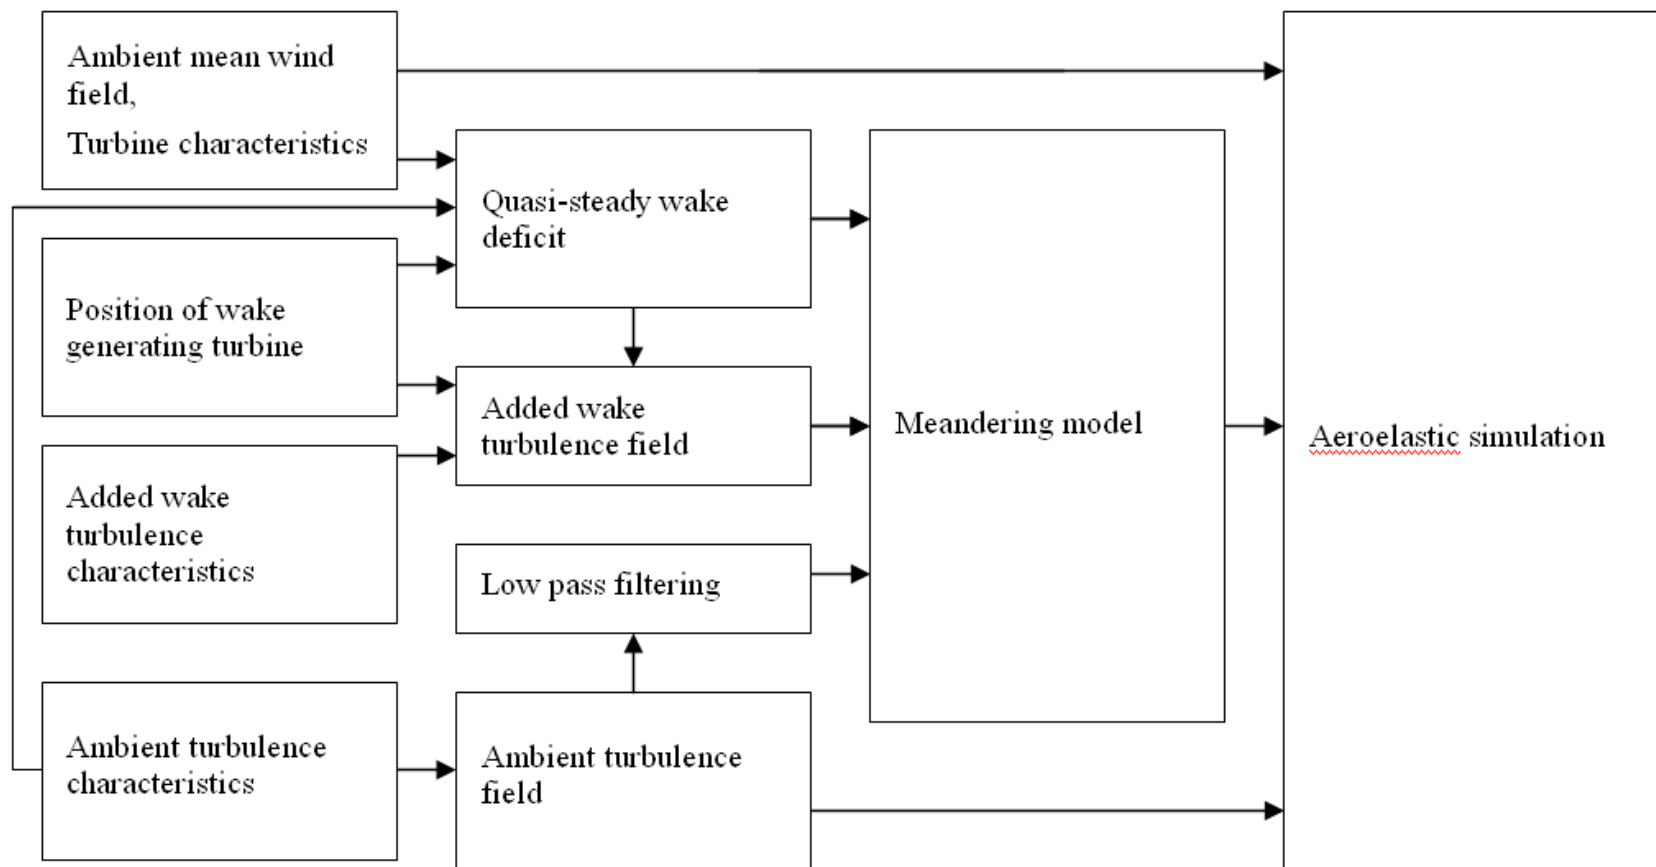 Ambient mean wind
field,
Turbine characteristics
Quasi-steady wake
deficit
Position of wake
generating turbine
Added wake
turbulence field
Meandering model
Aeroelastic simulation
Added wake
turbulence
characteristics
Low pass filtering
Ambient turbulence
characteristics
Ambient turbulence
field